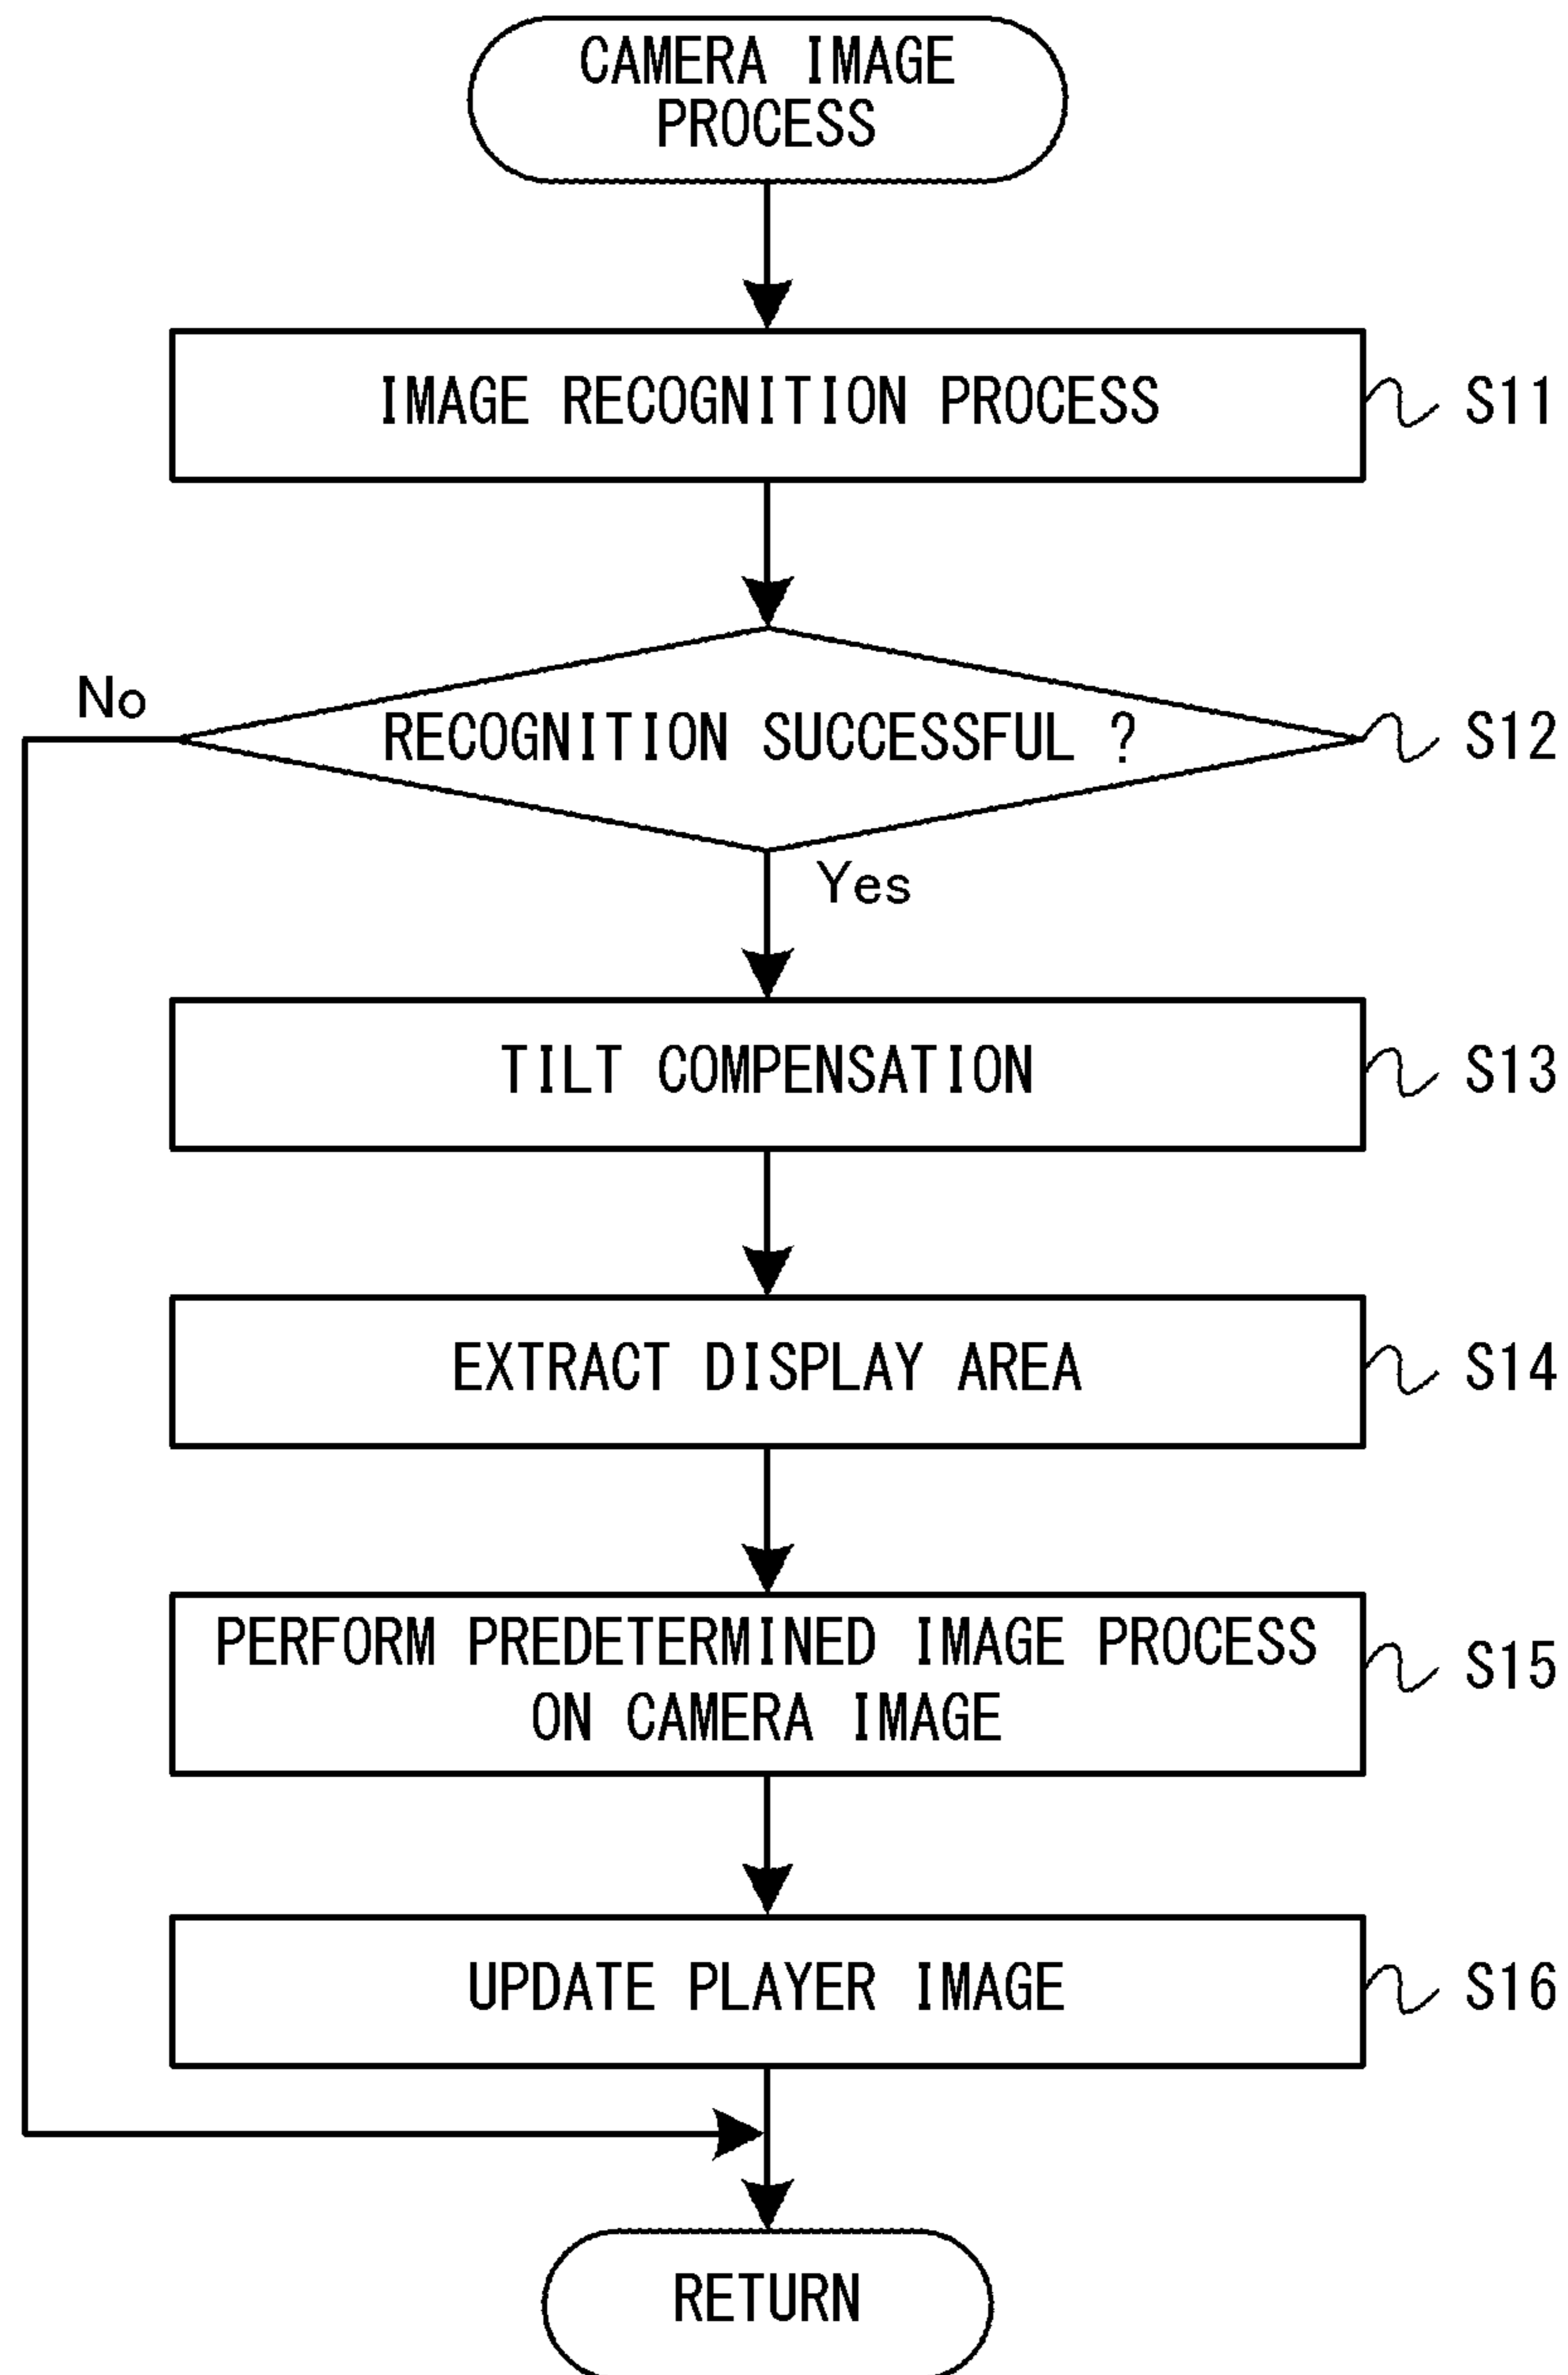 CAMERA IMAGE
PROCESS
IMAGE RECOGNITION PROCESS
S11
No
RECOGNITION SUCCESSFUL ?
S12
Yes
TILT COMPENSATION
S13
EXTRACT DISPLAY AREA
S14
PERFORM PREDETERMINED IMAGE PROCESS
ON CAMERA IMAGE
S15
UPDATE PLAYER IMAGE
S16
RETURN